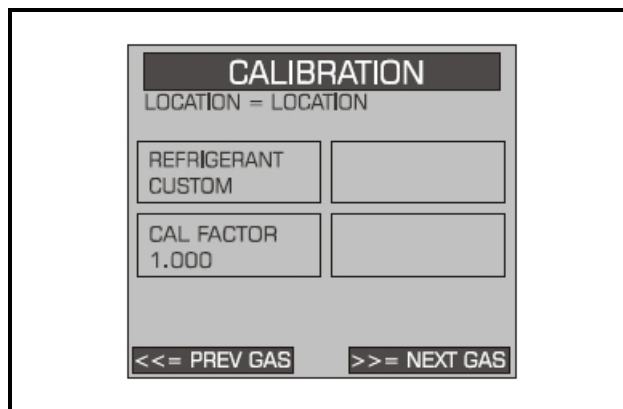 CALIBRATION
LOCATION = LOCATION
REFRIGERANT
CUSTOM
CAL FACTOR
1.000
<<= PREV GAS
>>= NEXT GAS